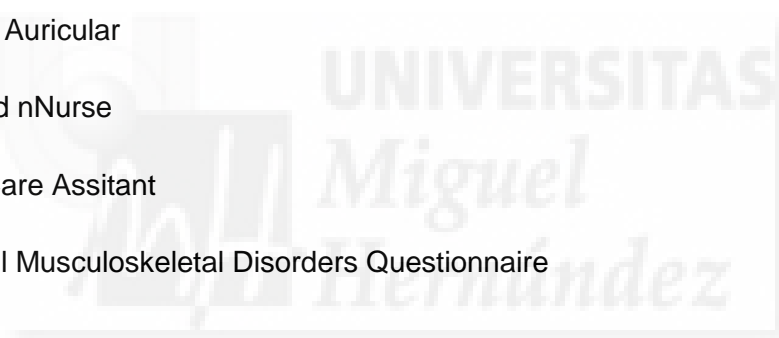 Auricular
UNIVERSITAS
d nNurse
Miguel
are Assitant
l Musculoskeletal Disorders Questionnaire
Hernández